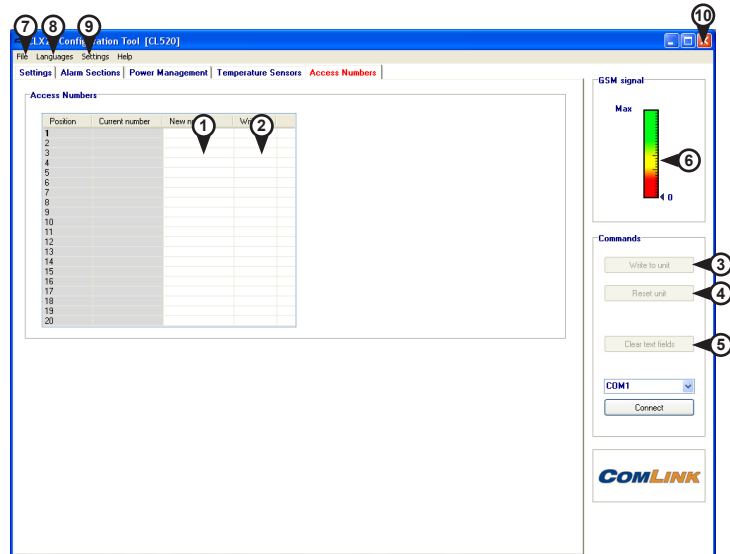 7 8 9 10
CLX Configuration Tool [CL520]
File Languages Settings Help
Settings Alarm Sections Power Management Temperature Sensors Access Numbers
GSM signal
Max
6
0
Access Numbers
Position Current number New 1 2
1
2
3
4
5
6
7
8
9
10
11
12
13
14
15
16
17
18
19
20
Commands
Write to unit 3
Reset unit 4
Clear text fields 5
COM1
Connect
COMLINK